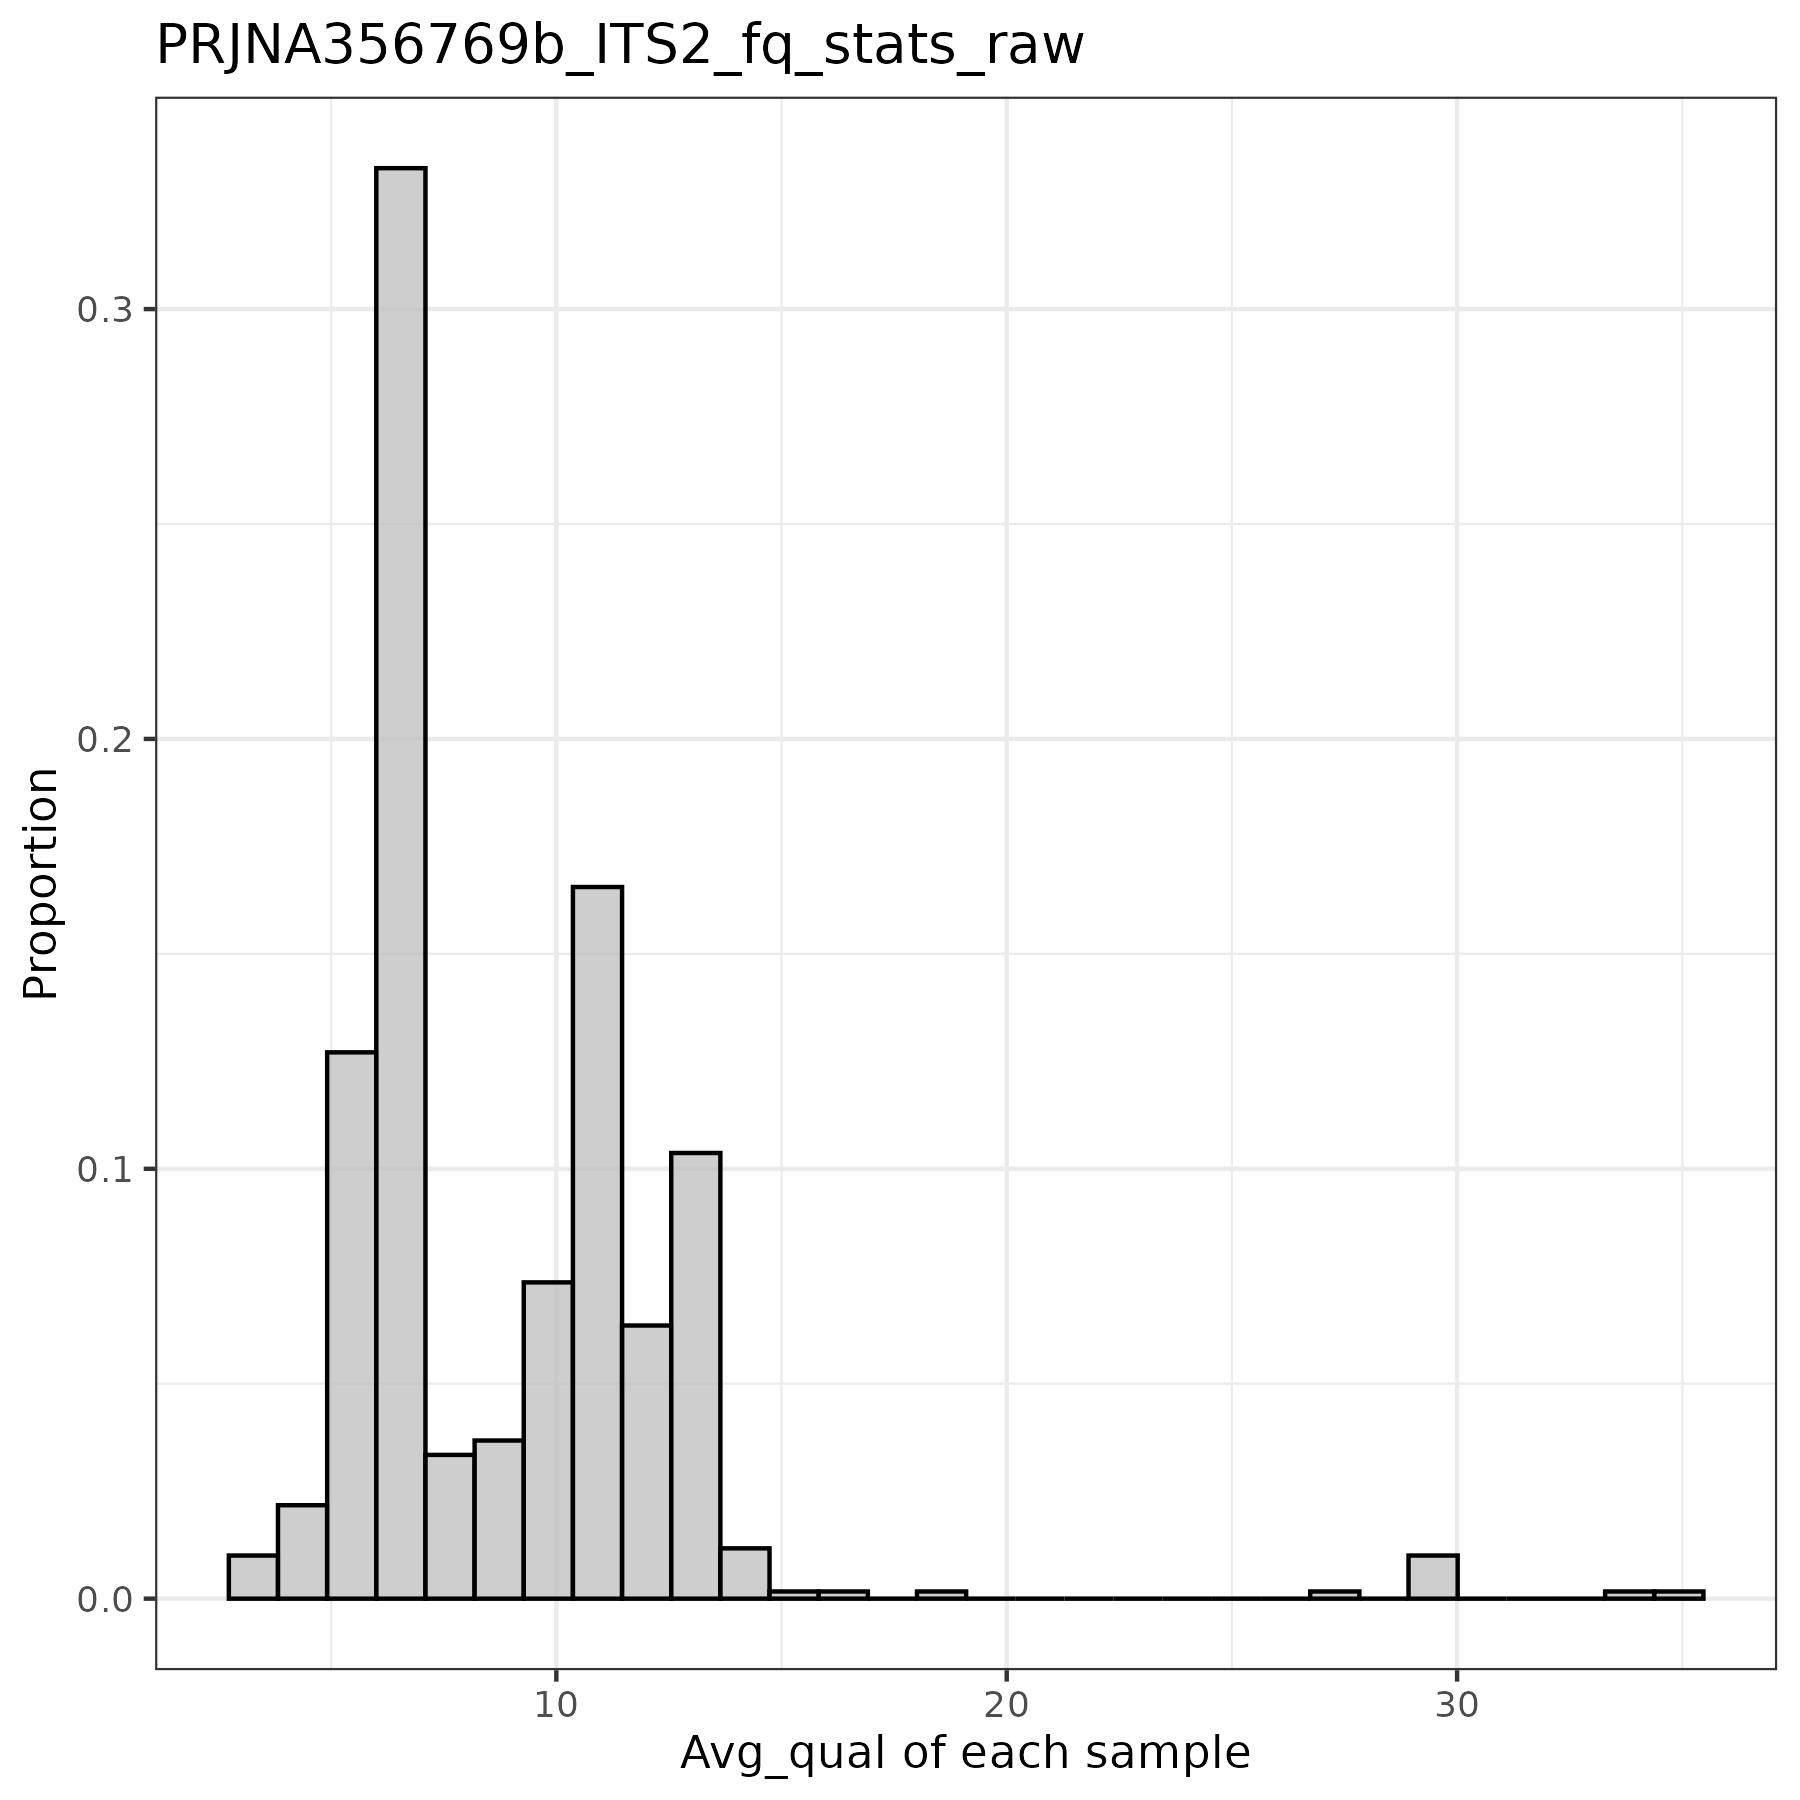 PRJNA356769b_ITS2_fq_stats_raw
Proportion
0.3
0.2
0.1
0.0
10
20
30
Avg_qual of each sample